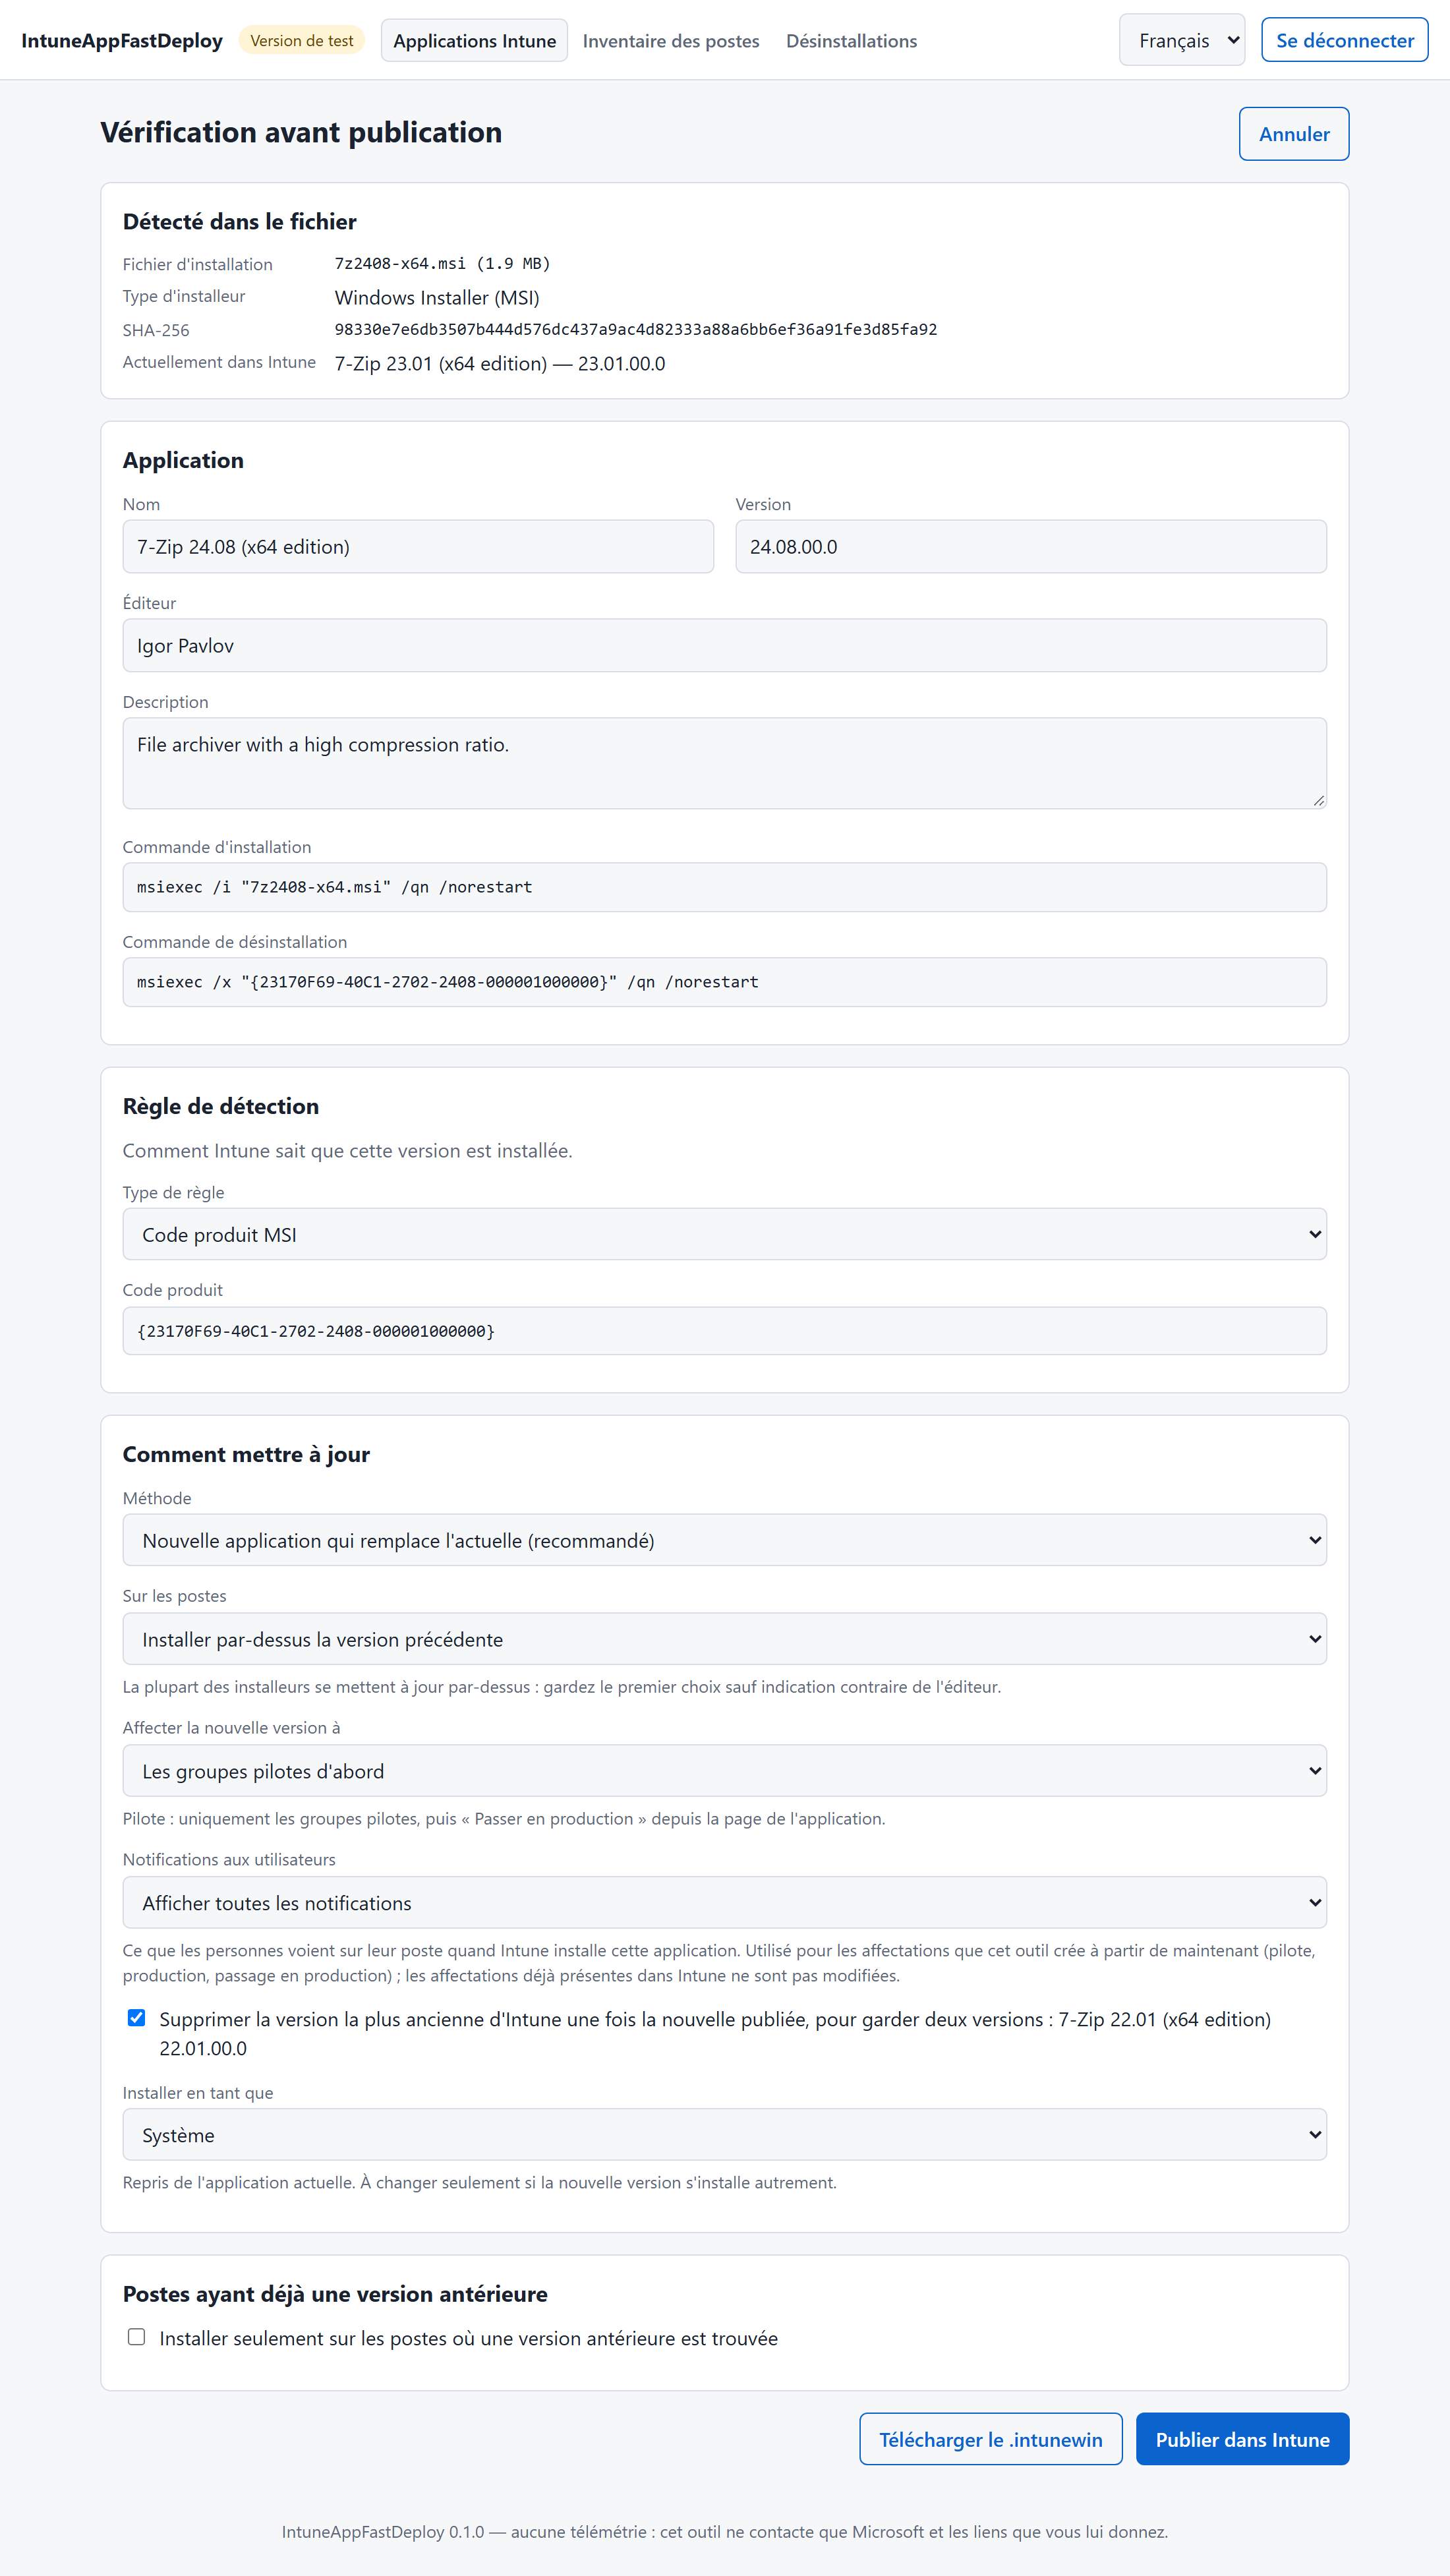 IntuneAppFastDeploy
Version de test
Applications Intune
Inventaire des postes
Désinstallations
Français
Se déconnecter
Vérification avant publication
Annuler
Détecté dans le fichier
Fichier d'installation 7z2408-x64.msi (1.9 MB)
Type d'installeur Windows Installer (MSI)
SHA-256 98330e7e6db3507b444d576dc437a9ac4d82333a88a6bb6ef36a91fe3d85fa92
Actuellement dans Intune 7-Zip 23.01 (x64 edition) — 23.01.00.0
Application
Nom
7-Zip 24.08 (x64 edition)
Version
24.08.00.0
Éditeur
Igor Pavlov
Description
File archiver with a high compression ratio.
Commande d'installation
msiexec /i "7z2408-x64.msi" /qn /norestart
Commande de désinstallation
msiexec /x "{23170F69-40C1-2702-2408-000001000000}" /qn /norestart
Règle de détection
Comment Intune sait que cette version est installée.
Type de règle
Code produit MSI
Code produit
{23170F69-40C1-2702-2408-000001000000}
Comment mettre à jour
Méthode
Nouvelle application qui remplace l'actuelle (recommandé)
Sur les postes
Installer par-dessus la version précédente
La plupart des installeurs se mettent à jour par-dessus : gardez le premier choix sauf indication contraire de l'éditeur.
Affecter la nouvelle version à
Les groupes pilotes d'abord
Pilote : uniquement les groupes pilotes, puis « Passer en production » depuis la page de l'application.
Notifications aux utilisateurs
Afficher toutes les notifications
Ce que les personnes voient sur leur poste quand Intune installe cette application. Utilisé pour les affectations que cet outil crée à partir de maintenant (pilote,
production, passage en production) ; les affectations déjà présentes dans Intune ne sont pas modifiées.
Supprimer la version la plus ancienne d'Intune une fois la nouvelle publiée, pour garder deux versions : 7-Zip 22.01 (x64 edition)
22.01.00.0
Installer en tant que
Système
Repris de l'application actuelle. À changer seulement si la nouvelle version s'installe autrement.
Postes ayant déjà une version antérieure
Installer seulement sur les postes où une version antérieure est trouvée
Télécharger le .intunewin
Publier dans Intune
IntuneAppFastDeploy 0.1.0 — aucune télémétrie : cet outil ne contacte que Microsoft et les liens que vous lui donnez.